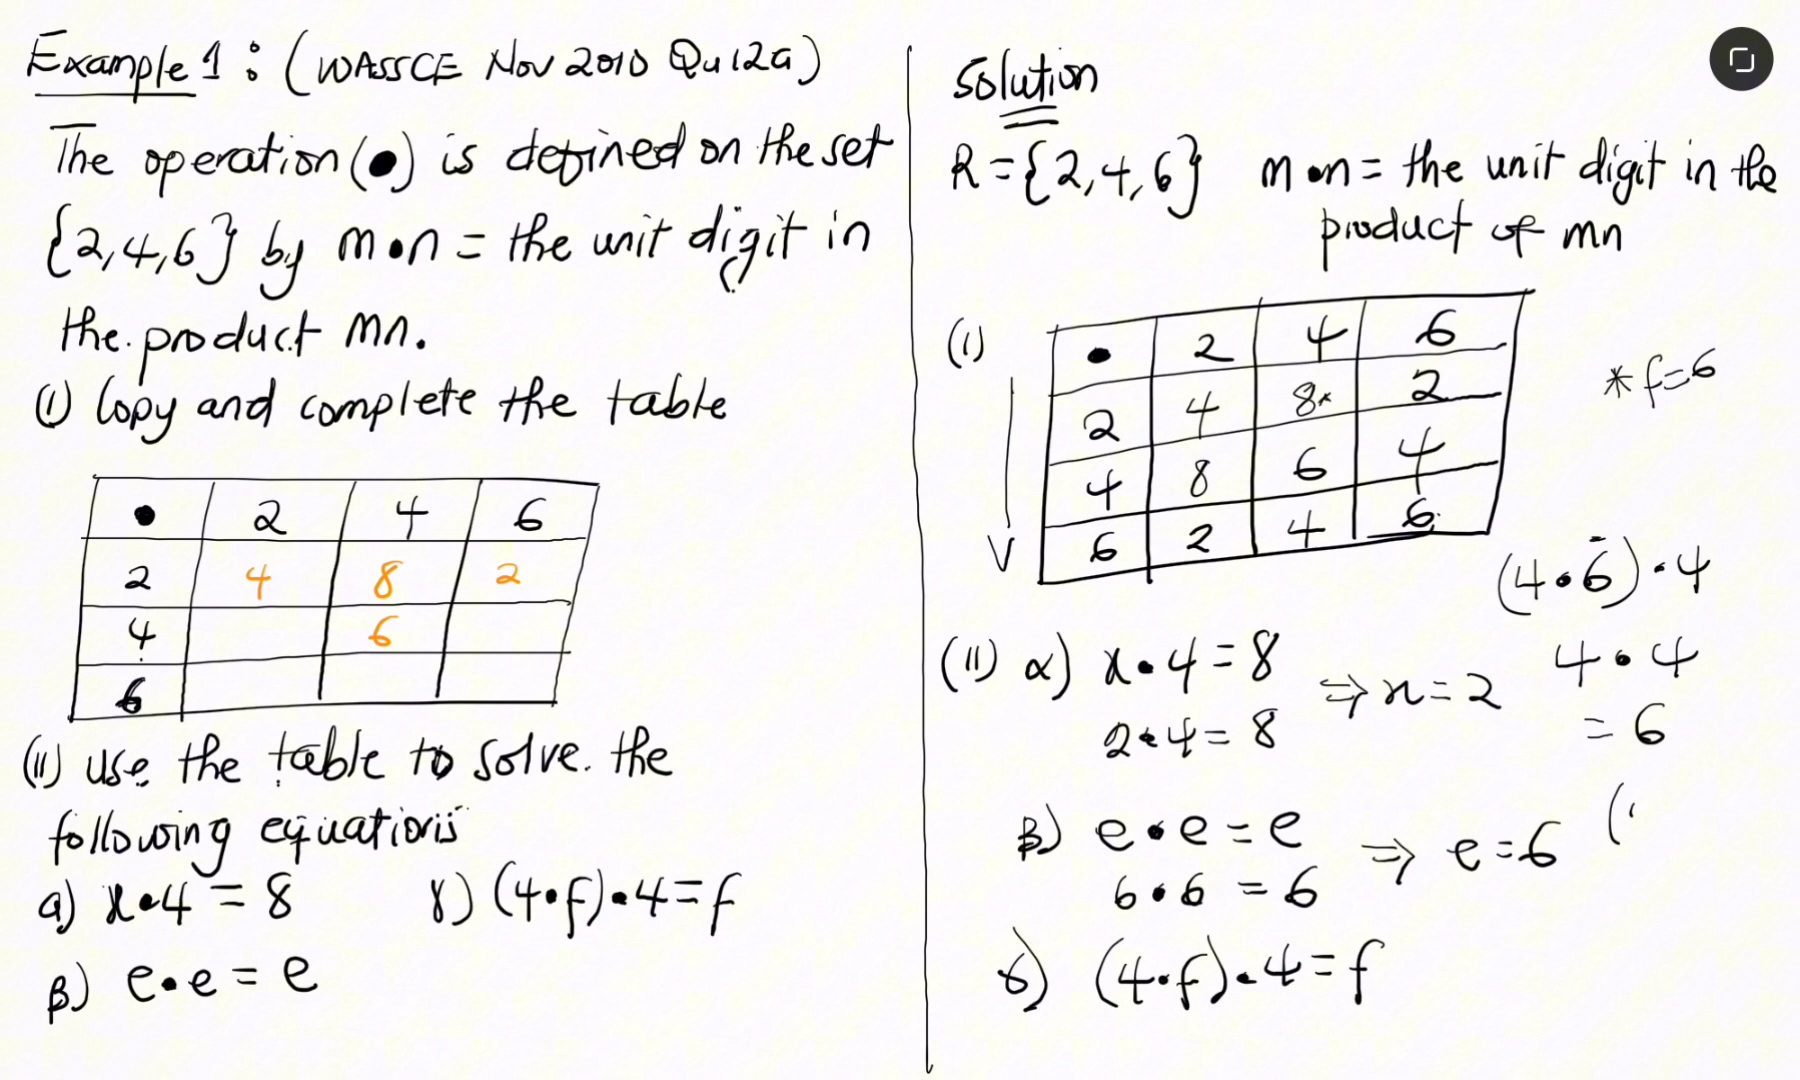 Example 1 : (WASSCE Nov 2010 Qu 12a)
The operation (●) is defined on the set
{2,4,6} by m●n = the unit digit in
the product mn.
(i) Copy and complete the table
● 2 4 6
2 4 8 2
4 6
6
(ii) use the table to solve the
following equations
α) x●4 = 8 γ) (4●f)●4=f
β) e●e = e
Solution
R = {2,4,6} m●n = the unit digit in the
product of mn
(i)
● 2 4 6
2 4 8* 2
4 8 6 4
6 2 4 6
* f=6
(4●6)●4
4●4
= 6
(ii) α) x●4 = 8
2●4 = 8
⇒ x = 2
β) e●e = e
6●6 = 6
⇒ e = 6
(
γ) (4●f)●4 = f